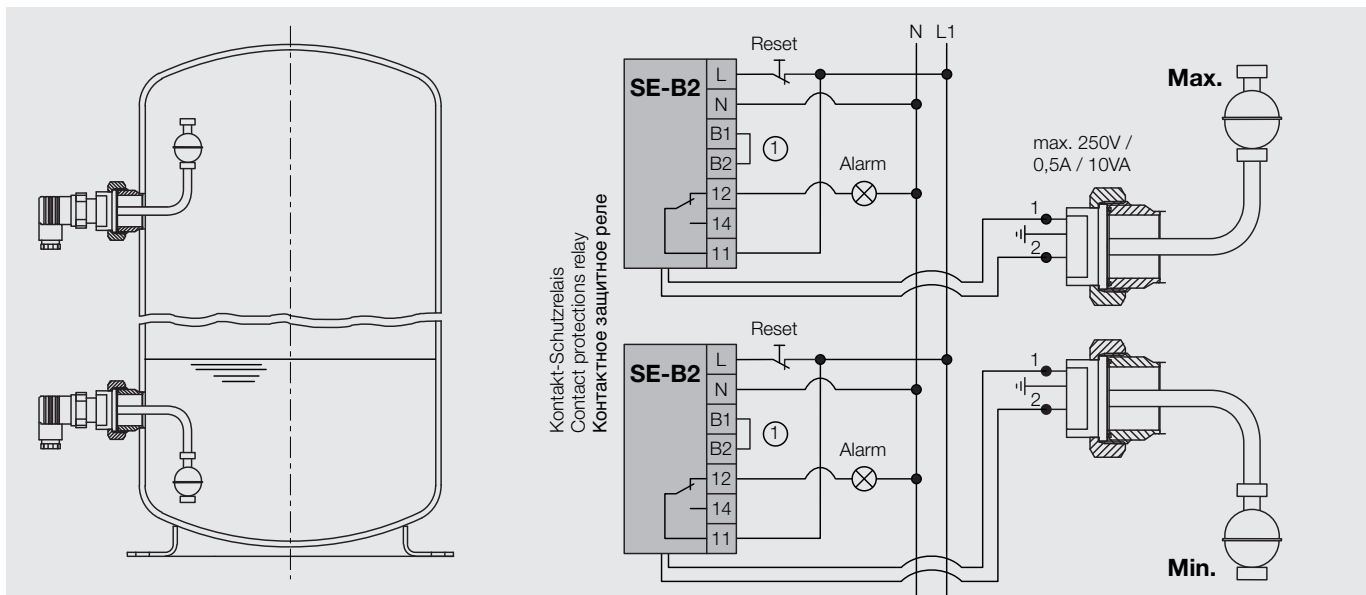 N L1
Reset
SE-B2
L
N
B1
B2
12
14
11
1
Alarm
max. 250V /
0,5A / 10VA
Max.
1
2
Kontakt-Schutzrelais
Contact protections relay
Контактное защитное реле
Reset
SE-B2
L
N
B1
B2
12
14
11
1
Alarm
1
2
Min.